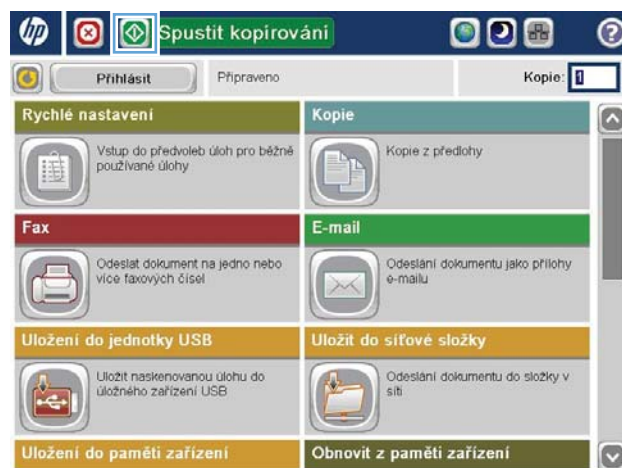 hp
Spustit kopírování
?
Přihlásit
Připraveno
Kopie: 1
Rychlé nastavení
Vstup do předvoleb úloh pro běžně
používané úlohy
Kopie
Kopie z předlohy
Fax
Odeslat dokument na jedno nebo
více faxových čísel
E-mail
Odeslání dokumentu jako přílohy
e-mailu
Uložení do jednotky USB
Uložit naskenovanou úlohu do
úložného zařízení USB
Uložit do síťové složky
Odeslání dokumentu do složky v
síti
Uložení do paměti zařízení
Obnovit z paměti zařízení